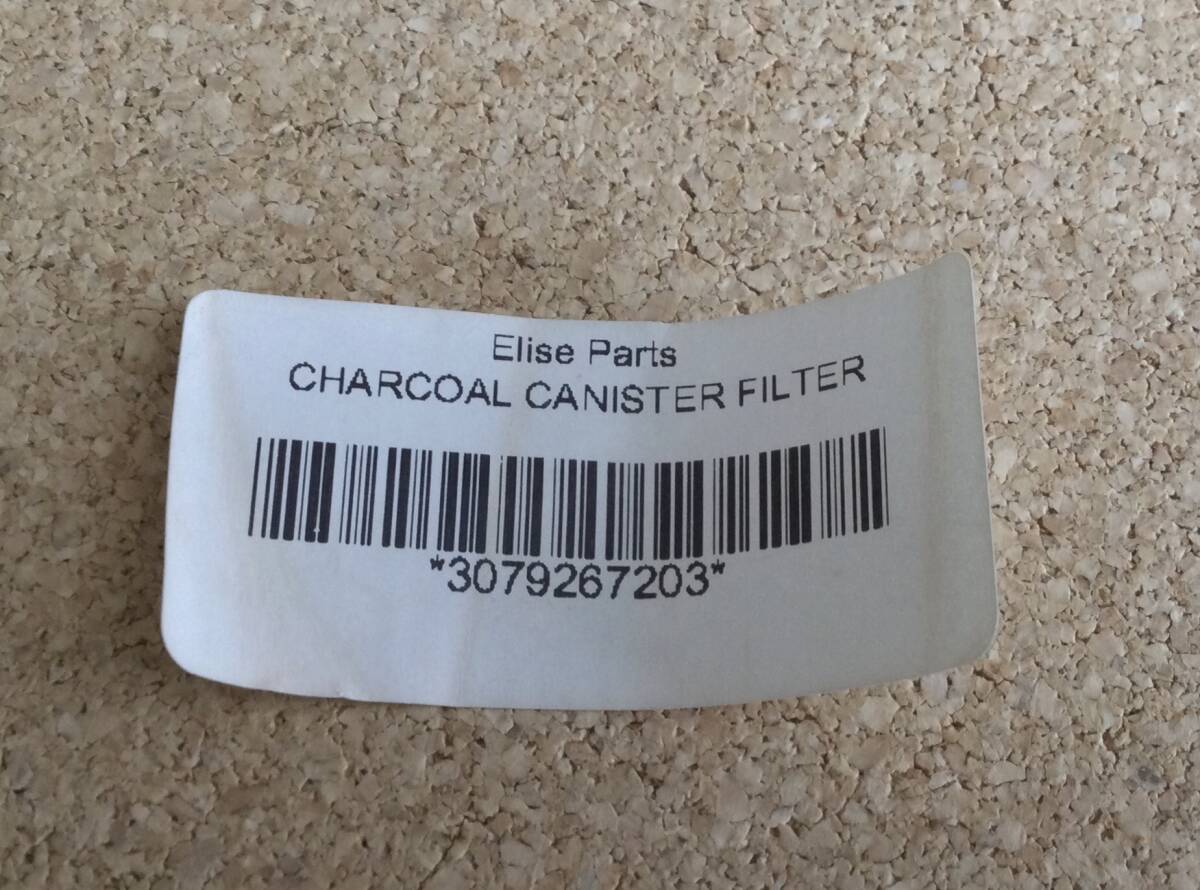 Elise Parts
CHARCOAL CANISTER FILTER
*3079267203*